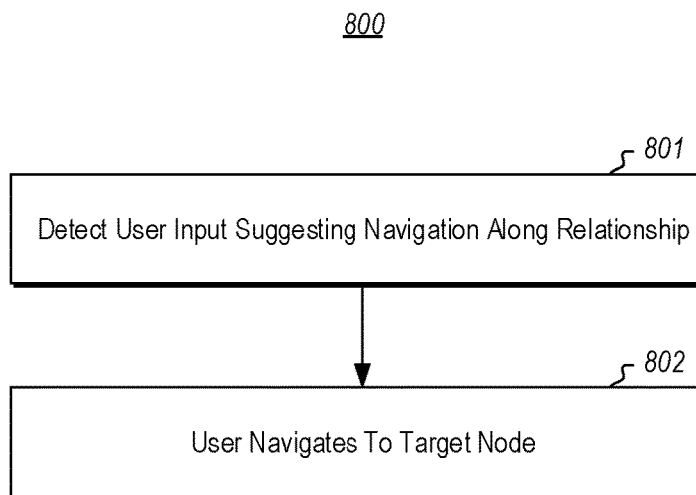 800
801
Detect User Input Suggesting Navigation Along Relationship
802
User Navigates To Target Node